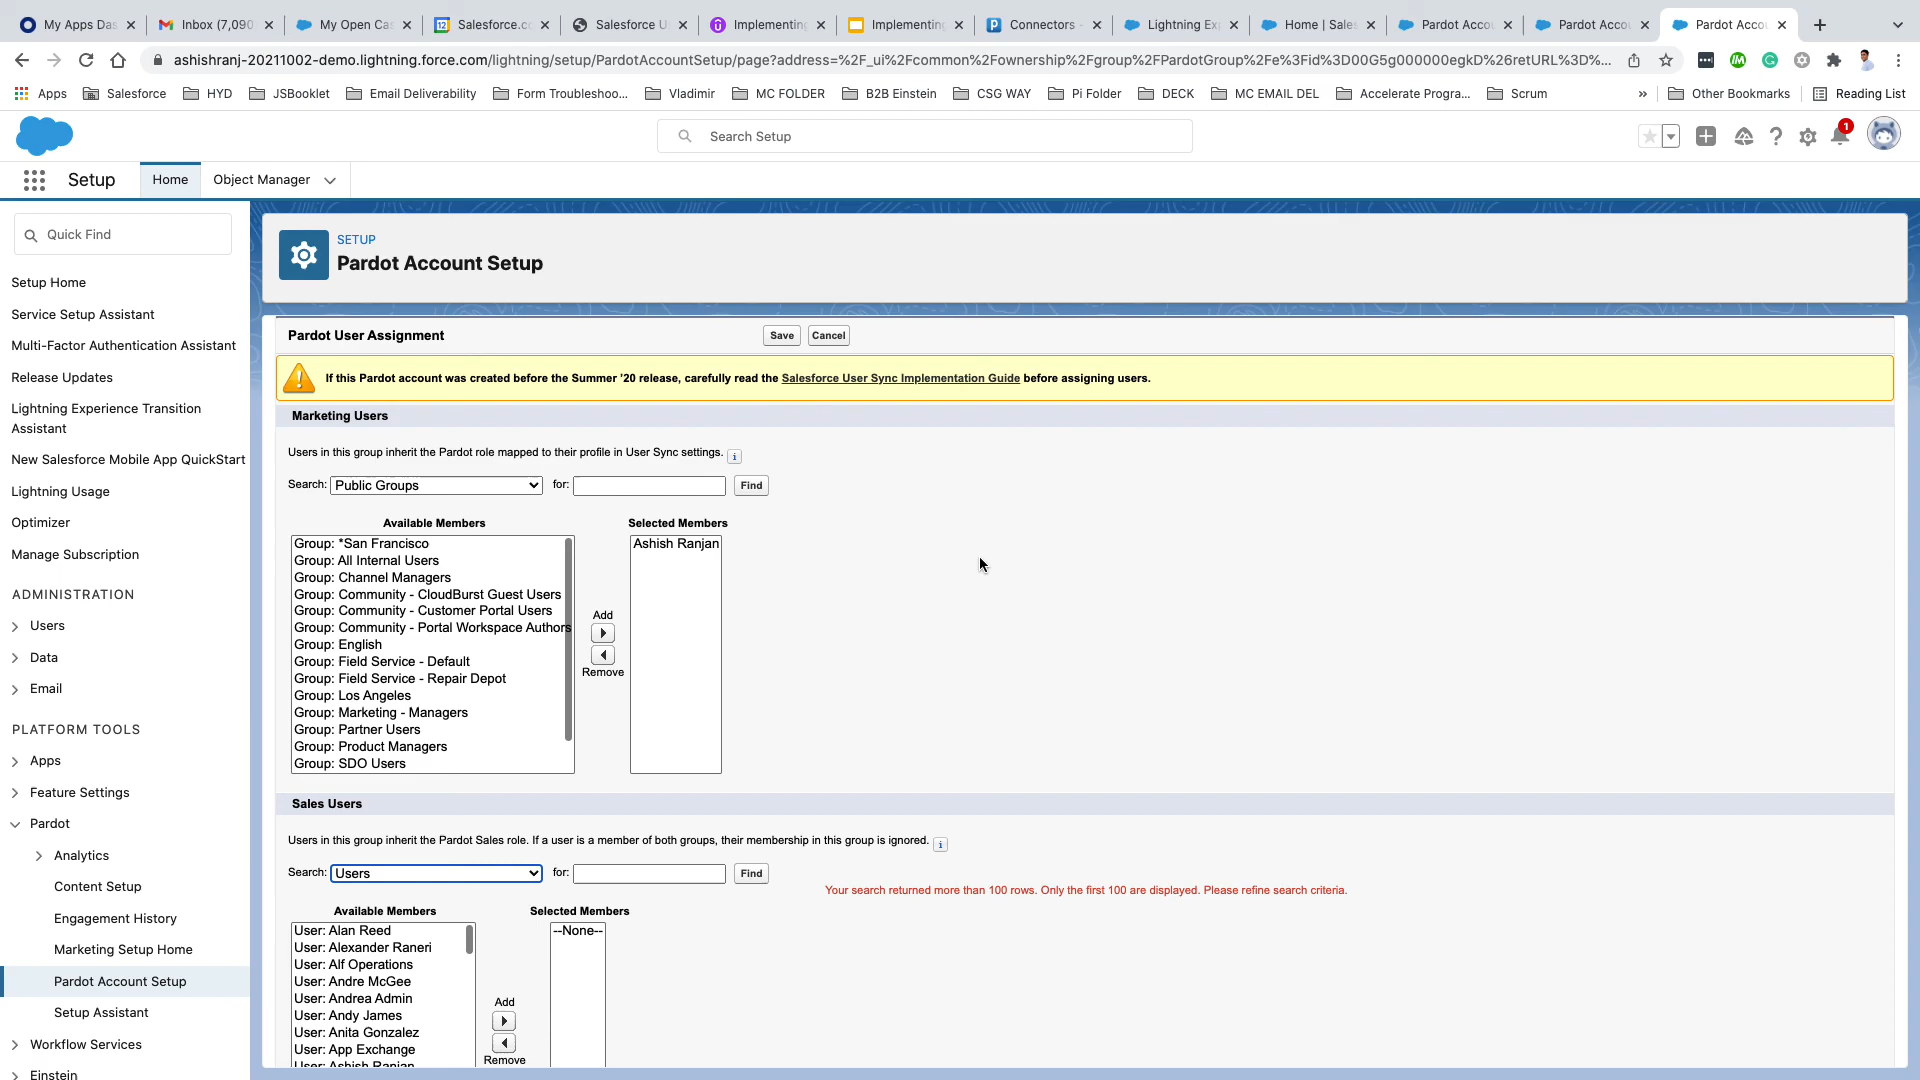 My Apps Das
Inbox (7,090
My Open Cas
Salesforce.co
Salesforce U
Implementing
Implementing
Connectors -
Lightning Exp
Home | Sales
Pardot Accou
Pardot Accou
Pardot Accou
ashishranj-20211002-demo.lightning.force.com/lightning/setup/PardotAccountSetup/page?address=%2F_ui%2Fcommon%2Fownership%2Fgroup%2FPardotGroup%2Fe%3Fid%3D00G5g000000egkD%26retURL%3D%...
Apps
Salesforce
HYD
JSBooklet
Email Deliverability
Form Troubleshoo...
Vladimir
MC FOLDER
B2B Einstein
CSG WAY
Pi Folder
DECK
MC EMAIL DEL
Accelerate Progra...
Scrum
»
Other Bookmarks
Reading List
Search Setup
1
Setup
Home
Object Manager
Quick Find
Setup Home
Service Setup Assistant
Multi-Factor Authentication Assistant
Release Updates
Lightning Experience Transition
Assistant
New Salesforce Mobile App QuickStart
Lightning Usage
Optimizer
Manage Subscription
ADMINISTRATION
Users
Data
Email
PLATFORM TOOLS
Apps
Feature Settings
Pardot
Analytics
Content Setup
Engagement History
Marketing Setup Home
Pardot Account Setup
Setup Assistant
Workflow Services
Einstein
SETUP
Pardot Account Setup
Pardot User Assignment
Save
Cancel
If this Pardot account was created before the Summer '20 release, carefully read the Salesforce User Sync Implementation Guide before assigning users.
Marketing Users
Users in this group inherit the Pardot role mapped to their profile in User Sync settings. i
Search: Public Groups for: Find
Available Members
Group: *San Francisco
Group: All Internal Users
Group: Channel Managers
Group: Community - CloudBurst Guest Users
Group: Community - Customer Portal Users
Group: Community - Portal Workspace Authors
Group: English
Group: Field Service - Default
Group: Field Service - Repair Depot
Group: Los Angeles
Group: Marketing - Managers
Group: Partner Users
Group: Product Managers
Group: SDO Users
Add
Remove
Selected Members
Ashish Ranjan
Sales Users
Users in this group inherit the Pardot Sales role. If a user is a member of both groups, their membership in this group is ignored. i
Search: Users for: Find
Your search returned more than 100 rows. Only the first 100 are displayed. Please refine search criteria.
Available Members
User: Alan Reed
User: Alexander Raneri
User: Alf Operations
User: Andre McGee
User: Andrea Admin
User: Andy James
User: Anita Gonzalez
User: App Exchange
User: Ashish Ranjan
Add
Remove
Selected Members
--None--